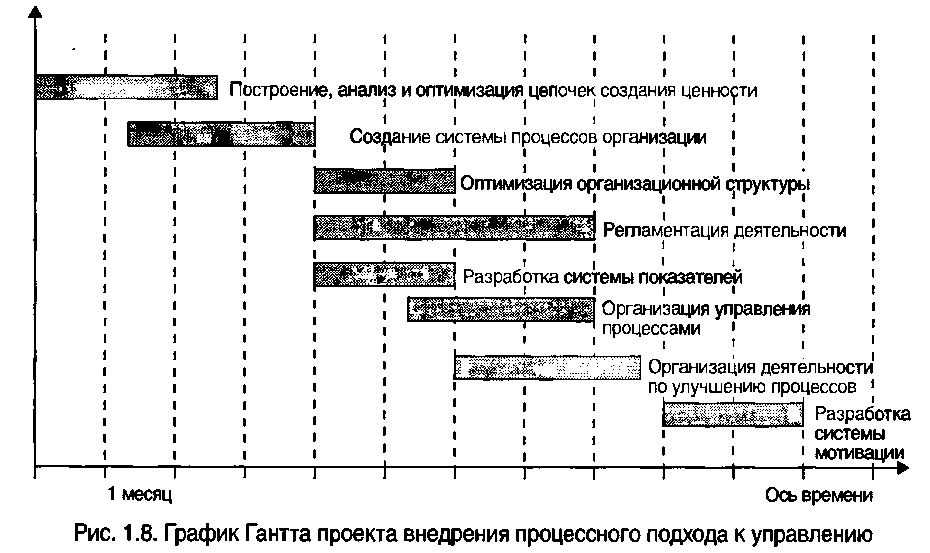 Построение, анализ и оптимизация цепочек создания ценности
Создание системы процессов организации
Оптимизация организационной структуры
Регламентация деятельности
Разработка системы показателей
Организация управления
процессами
Организация деятельности
по улучшению процессов
Разработка
системы
мотивации
1 месяц
Ось времени
Рис. 1.8. График Гантта проекта внедрения процессного подхода к управлению